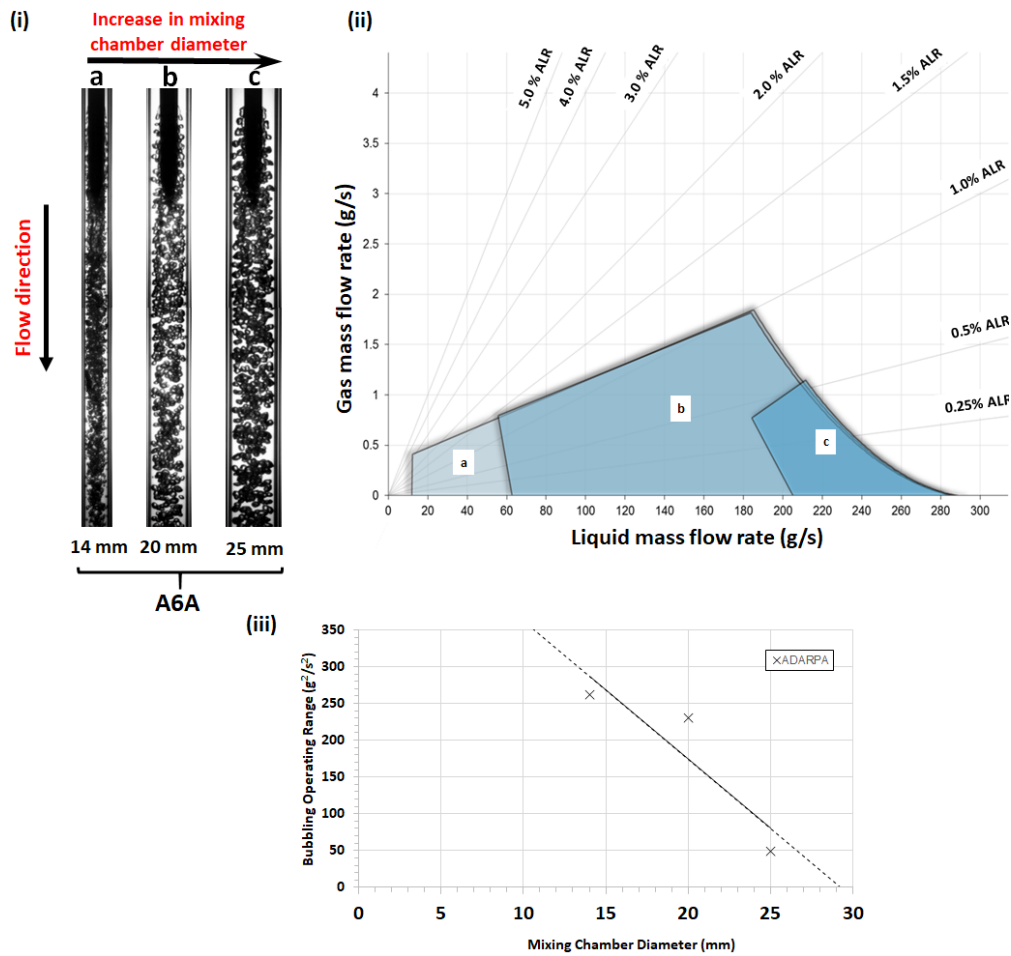 (i)
Increase in mixing
chamber diameter
a b c
Flow direction
14 mm 20 mm 25 mm
A6A
(ii)
5.0 % ALR
4.0 % ALR
3.0 % ALR
2.0 % ALR
1.5% ALR
1.0% ALR
0.5% ALR
0.25% ALR
Gas mass flow rate (g/s)
4
3.5
3
2.5
2
1.5
1
0.5
0
a
b
c
0 20 40 60 80 100 120 140 160 180 200 220 240 260 280 300
Liquid mass flow rate (g/s)
(iii)
Bubbling Operating Range (g²/s²)
350
300
250
200
150
100
50
0
ADARPA
0 5 10 15 20 25 30
Mixing Chamber Diameter (mm)